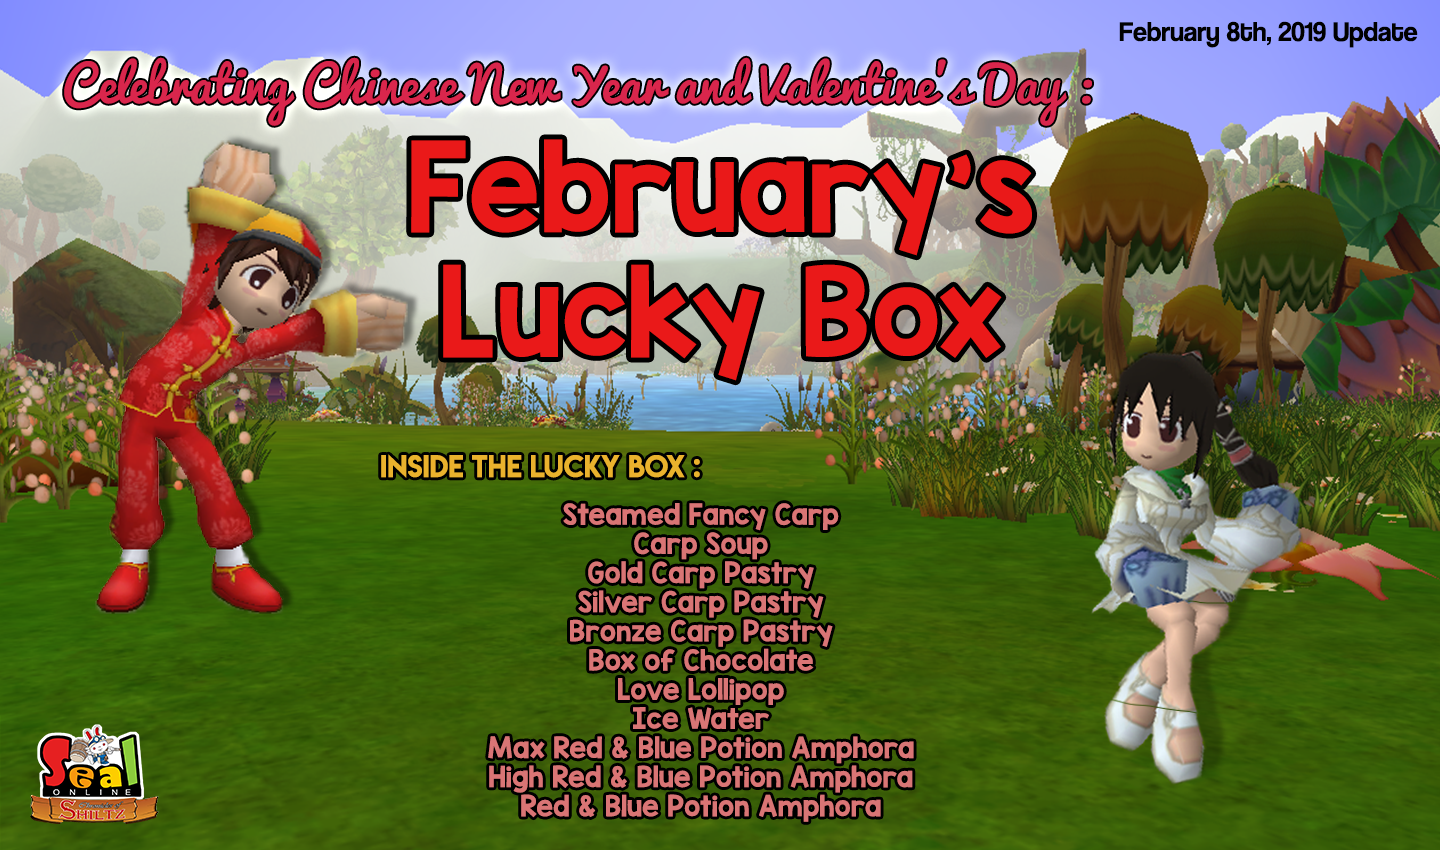 February 8th, 2019 Update
Celebrating Chinese New Year and Valentine's Day :
February's
Lucky Box
INSIDE THE LUCKY BOX :
Steamed Fancy Carp
Carp Soup
Gold Carp Pastry
Silver Carp Pastry
Bronze Carp Pastry
Box of Chocolate
Love Lollipop
Ice Water
Max Red & Blue Potion Amphora
High Red & Blue Potion Amphora
Red & Blue Potion Amphora
Seal
ONLINE
SHILTZ